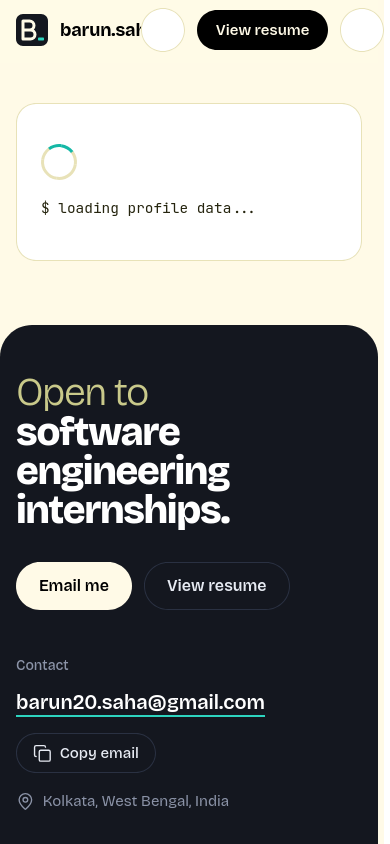 B
barun.sah
View resume
$ loading profile data...
Open to
software
engineering
internships.
Email me
View resume
Contact
barun20.saha@gmail.com
Copy email
Kolkata, West Bengal, India